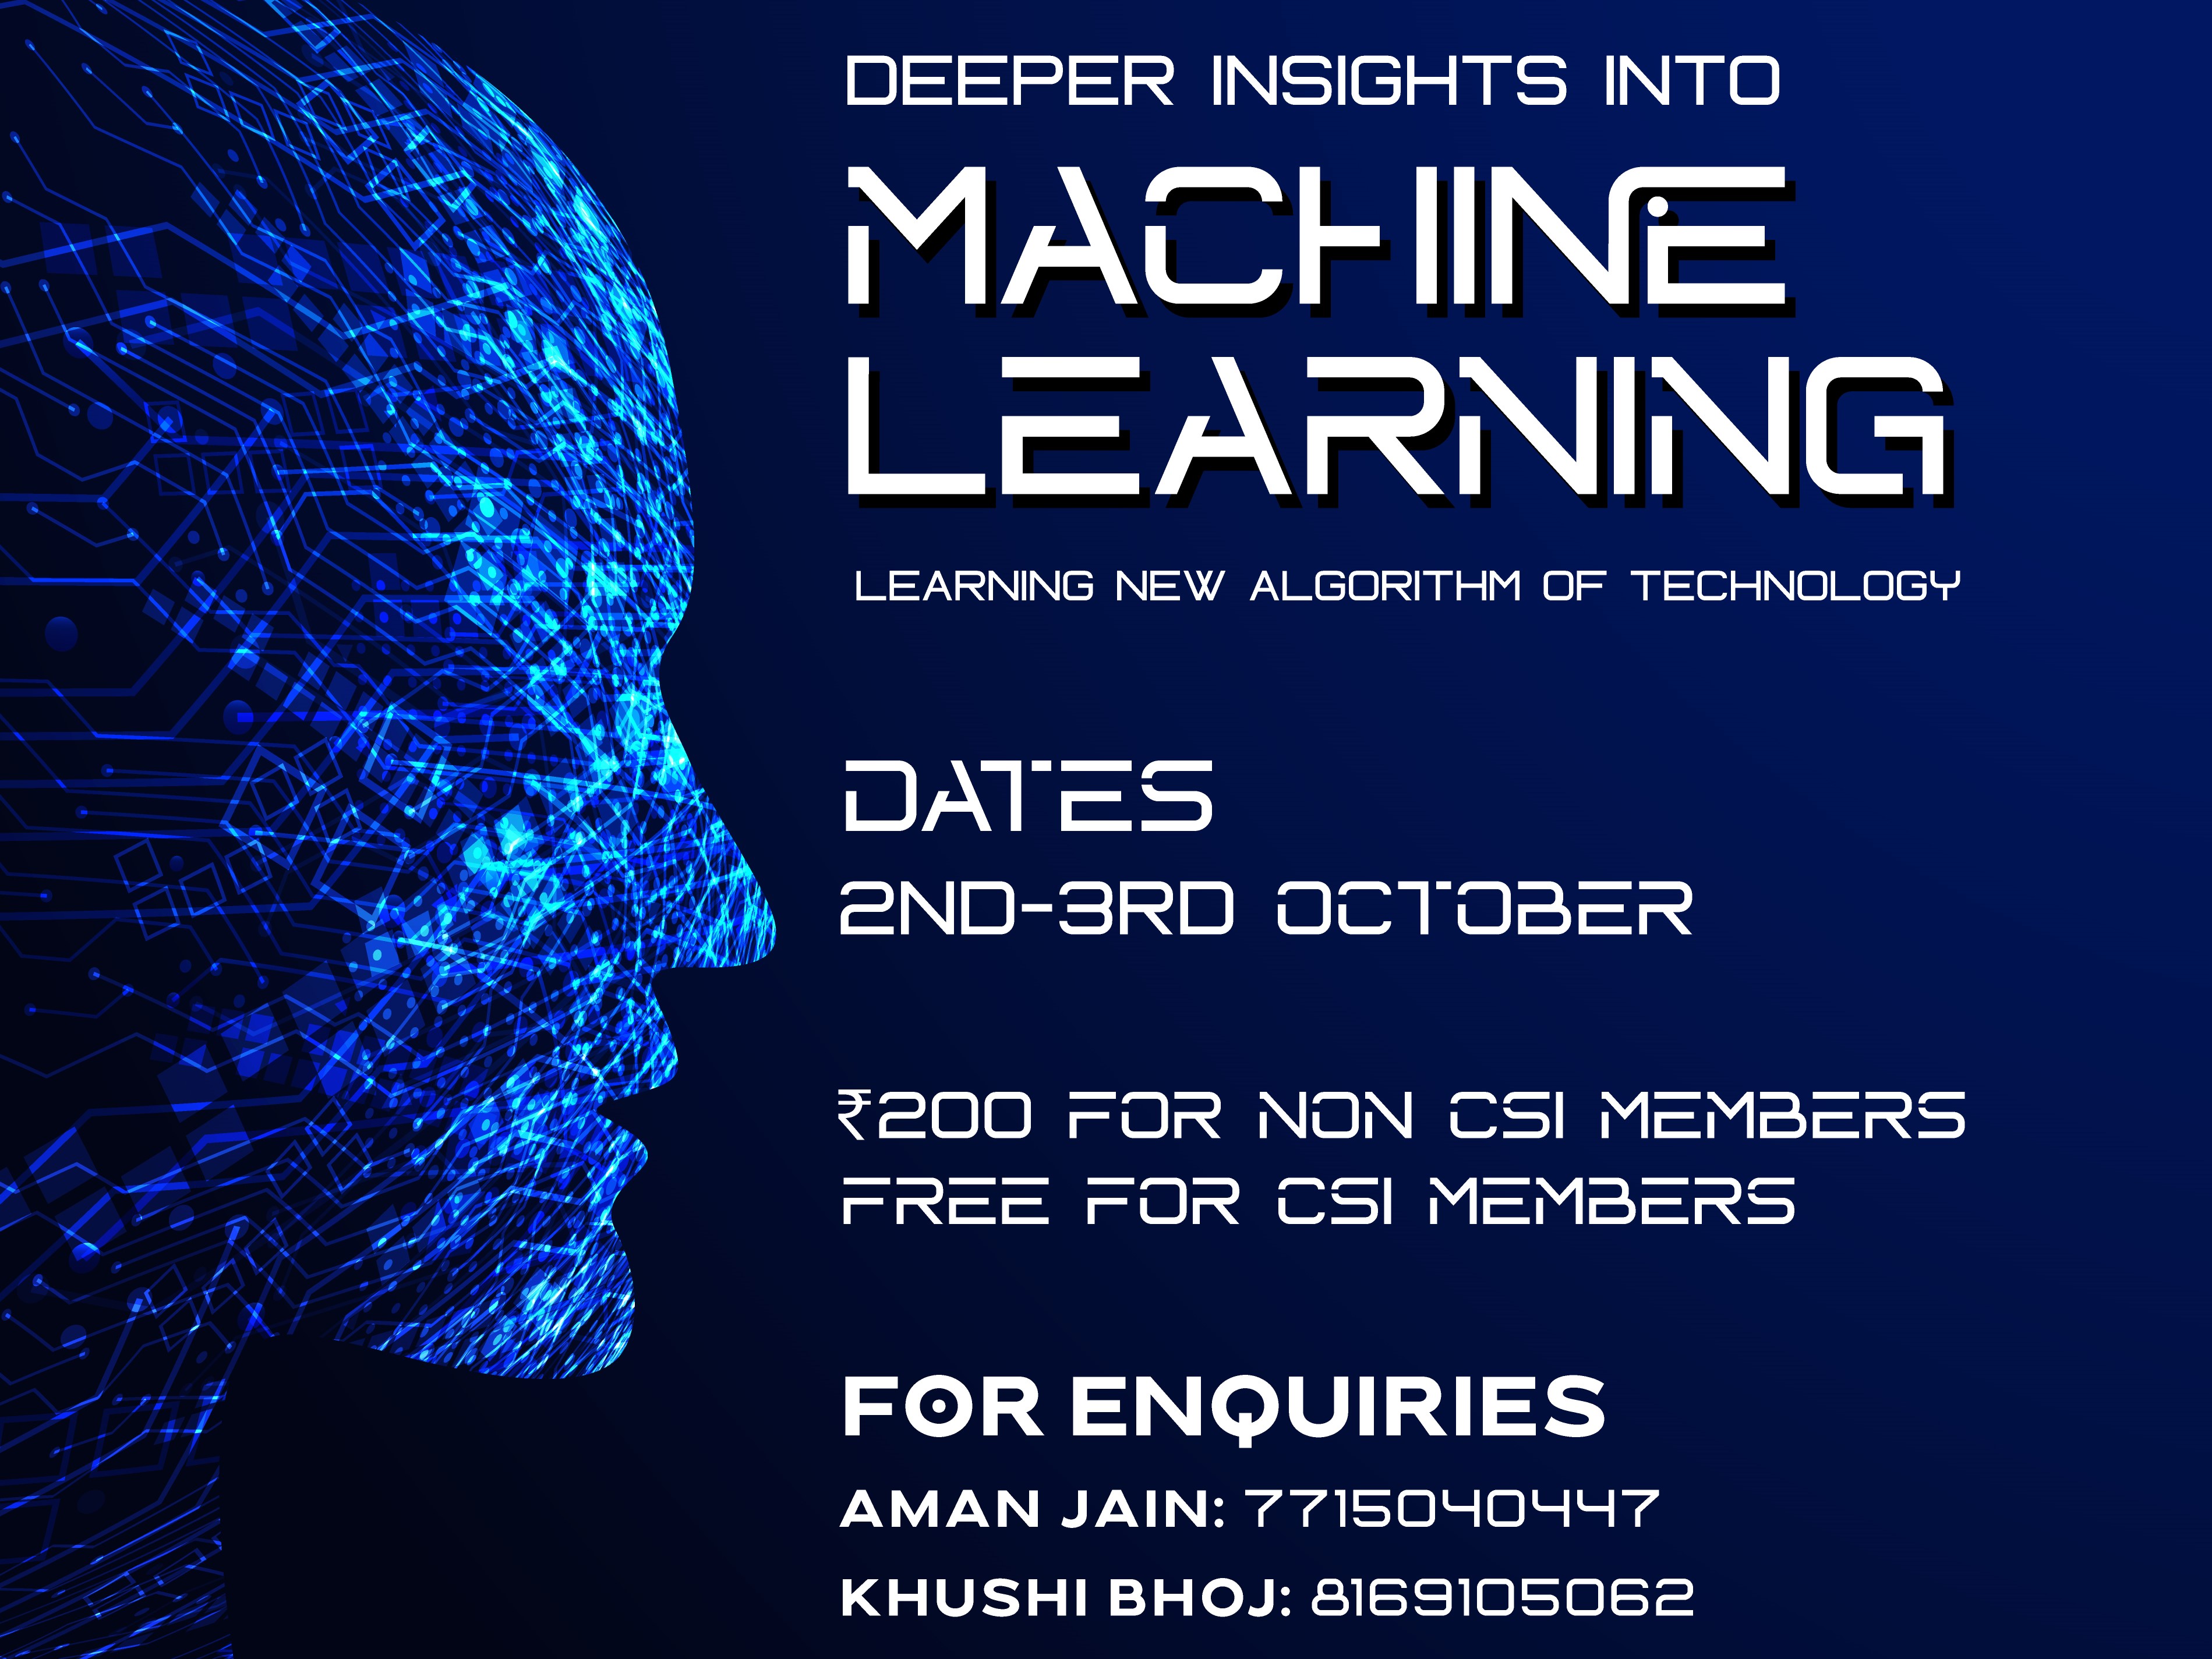 DEEPER INSIGHTS INTO
MACHINE
LEARNING
LEARNING NEW ALGORITHM OF TECHNOLOGY
DATES
2ND-3RD OCTOBER
₹200 FOR NON CSI MEMBERS
FREE FOR CSI MEMBERS
FOR ENQUIRIES
AMAN JAIN: 7715040447
KHUSHI BHOJ: 8169105062